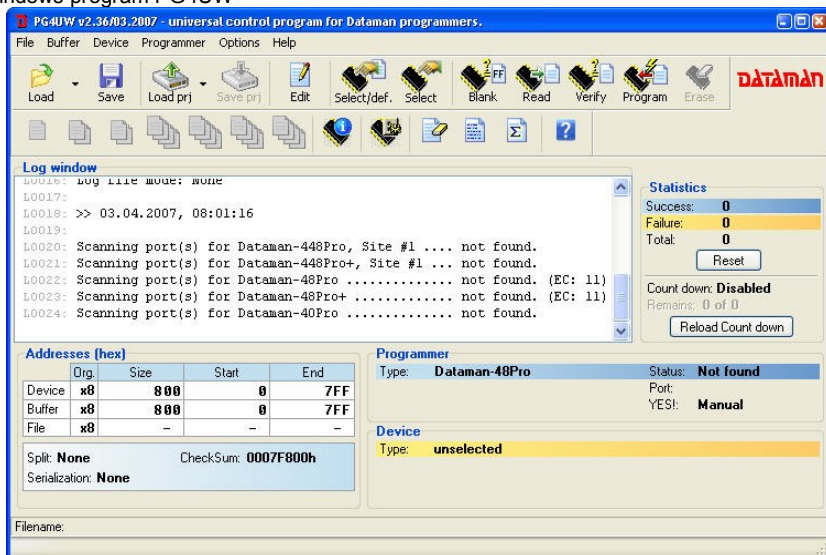 indows program PG4UW
PG4UW v2.36/03.2007 - universal control program for Dataman programmers.
File Buffer Device Programmer Options Help
Load Save Load prj Save prj Edit Select/def. Select Blank Read Verify Program Erase DATAMAN
Log window
L0016: Log file mode: None
L0017:
L0018: >> 03.04.2007, 08:01:16
L0019:
L0020: Scanning port(s) for Dataman-448Pro, Site #1 .... not found.
L0021: Scanning port(s) for Dataman-448Pro+, Site #1 ... not found.
L0022: Scanning port(s) for Dataman-48Pro .............. not found. (EC: 11)
L0023: Scanning port(s) for Dataman-48Pro+ ............. not found. (EC: 11)
L0024: Scanning port(s) for Dataman-40Pro .............. not found.
Statistics
Success: 0
Failure: 0
Total: 0
Reset
Count down: Disabled
Remains: 0 of 0
Reload Count down
Addresses (hex)
Org. Size Start End
Device x8 800 0 7FF
Buffer x8 800 0 7FF
File x8 - - -
Split: None CheckSum: 0007F800h
Serialization: None
Programmer
Type: Dataman-48Pro Status: Not found
Port:
YES!: Manual
Device
Type: unselected
Filename: